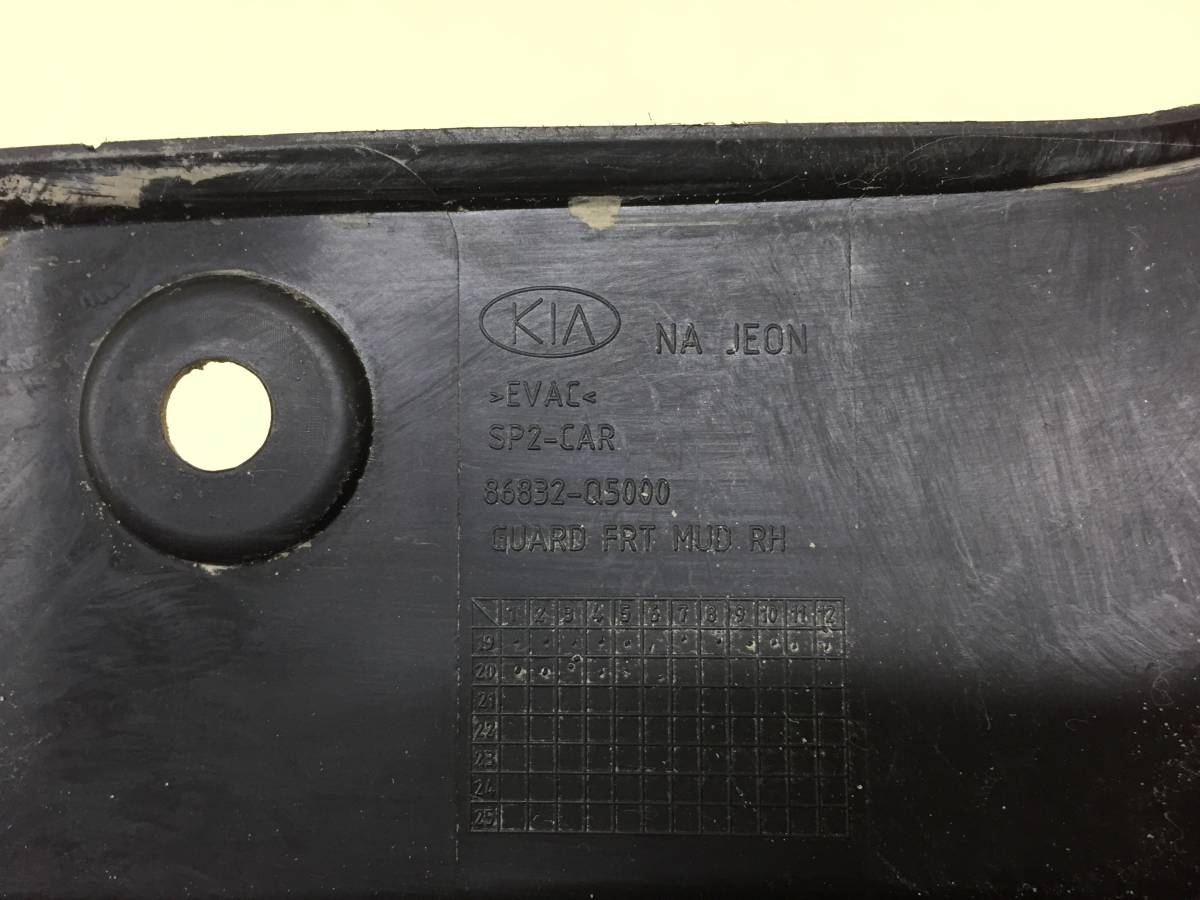 KIA NA JEON
>EVAC<
SP2-CAR
86832-Q5000
GUARD FRT MUD RH
1 2 3 4 5 6 7 8 9 10 11 12
19
20
21
22
23
24
25